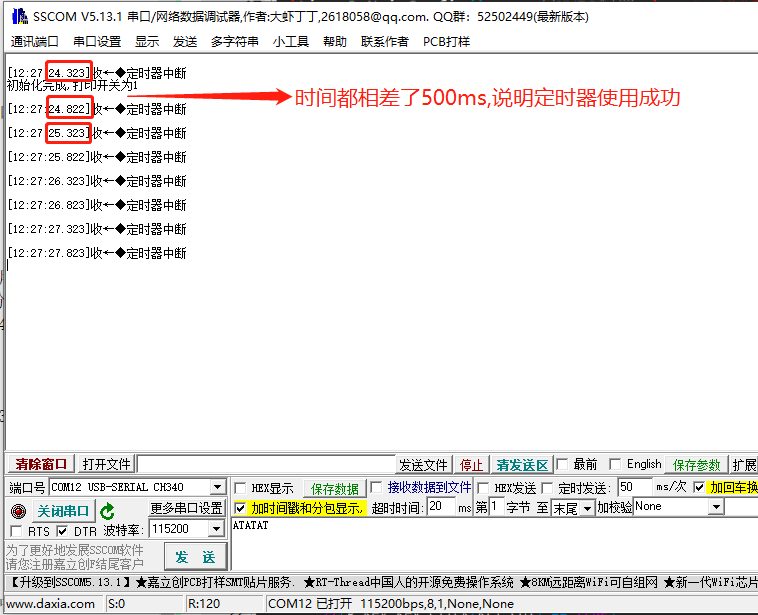 SSCOM V5.13.1 串口/网络数据调试器,作者:大虾丁丁,2618058@qq.com. QQ群: 52502449(最新版本)
通讯端口 串口设置 显示 发送 多字符串 小工具 帮助 联系作者 PCB打样
[12:27:24.323]收←◆定时器中断
初始化完成,打印开关为1
时间都相差了500ms,说明定时器使用成功
[12:27:24.822]收←◆定时器中断
[12:27:25.323]收←◆定时器中断
[12:27:25.822]收←◆定时器中断
[12:27:26.323]收←◆定时器中断
[12:27:26.823]收←◆定时器中断
[12:27:27.323]收←◆定时器中断
[12:27:27.823]收←◆定时器中断
清除窗口 打开文件 发送文件 停止 清发送区 最前 English 保存参数 扩展
端口号 COM12 USB-SERIAL CH340 HEX显示 保存数据 接收数据到文件 HEX发送 定时发送: 50 ms/次 加回车换
关闭串口 更多串口设置 加时间戳和分包显示, 超时时间: 20 ms 第 1 字节 至 末尾 加校验 None
RTS DTR 波特率: 115200
ATATAT
为了更好地发展SSCOM软件
请您注册嘉立创F结尾客户
发 送
【升级到SSCOM5.13.1】★嘉立创PCB打样SMT贴片服务. ★RT-Thread中国人的开源免费操作系统 ★8KM远距离WiFi可自组网 ★新一代WiFi芯片
www.daxia.com S:0 R:120 COM12 已打开 115200bps,8,1,None,None